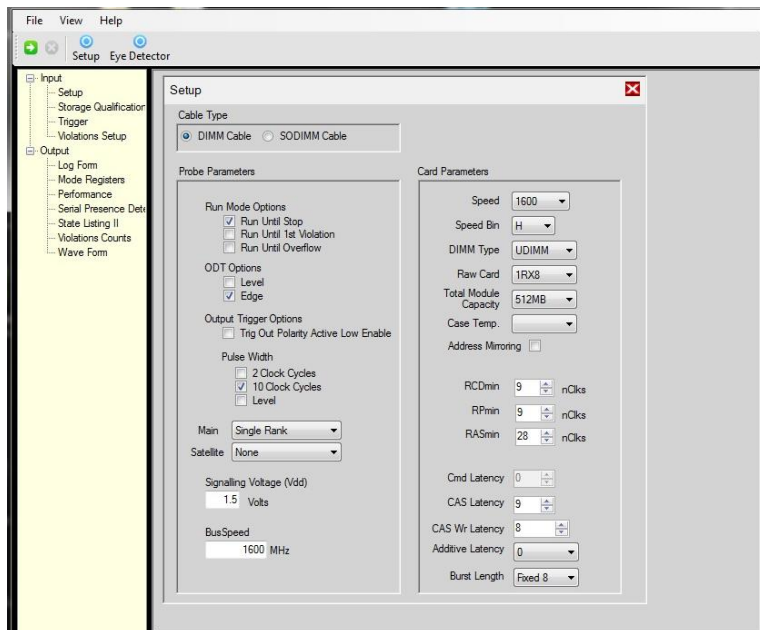 File View Help
Setup Eye Detector
Input
Setup
Storage Qualification
Trigger
Violations Setup
Output
Log Form
Mode Registers
Performance
Serial Presence Dete
State Listing II
Violations Counts
Wave Form
Setup
Cable Type
DIMM Cable SODIMM Cable
Probe Parameters
Run Mode Options
Run Until Stop
Run Until 1st Violation
Run Until Overflow
ODT Options
Level
Edge
Output Trigger Options
Trig Out Polarity Active Low Enable
Pulse Width
2 Clock Cycles
10 Clock Cycles
Level
Main Single Rank
Satellite None
Signalling Voltage (Vdd)
1.5 Volts
BusSpeed
1600 MHz
Card Parameters
Speed 1600
Speed Bin H
DIMM Type UDIMM
Raw Card 1RX8
Total Module
Capacity 512MB
Case Temp.
Address Mirroring
RCDmin 9 nClks
RPmin 9 nClks
RASmin 28 nClks
Cmd Latency 0
CAS Latency 9
CAS Wr Latency 8
Additive Latency 0
Burst Length Fixed 8